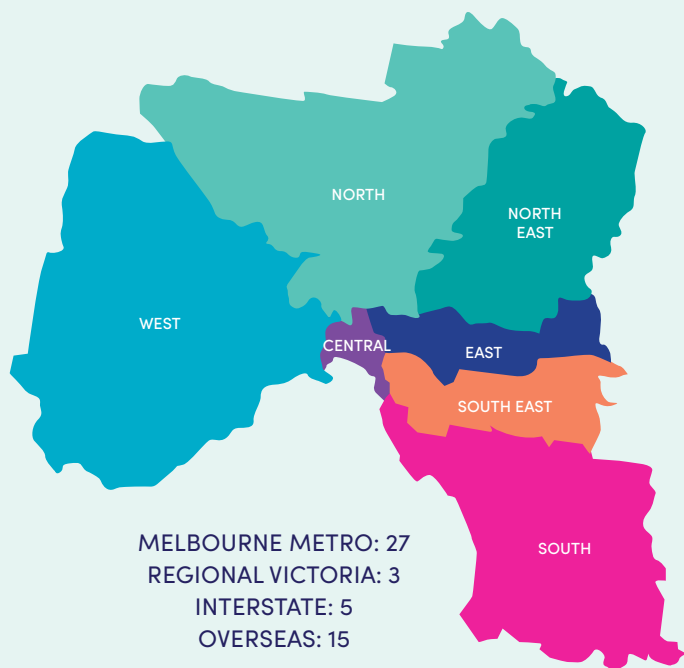 NORTH
NORTH
EAST
WEST
CENTRAL
EAST
SOUTH EAST
SOUTH
MELBOURNE METRO: 27
REGIONAL VICTORIA: 3
INTERSTATE: 5
OVERSEAS: 15